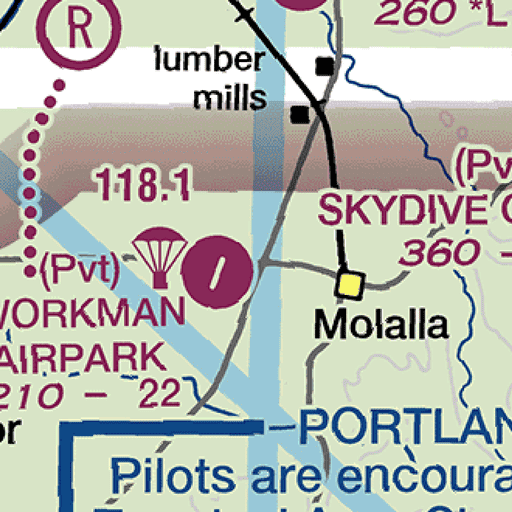 R
260 *L
lumber
mills
118.1
(Pv
SKYDIVE
360 -
(Pvt)
WORKMAN
AIRPARK
210 - 22
Molalla
or
PORTLAN
Pilots are encoura